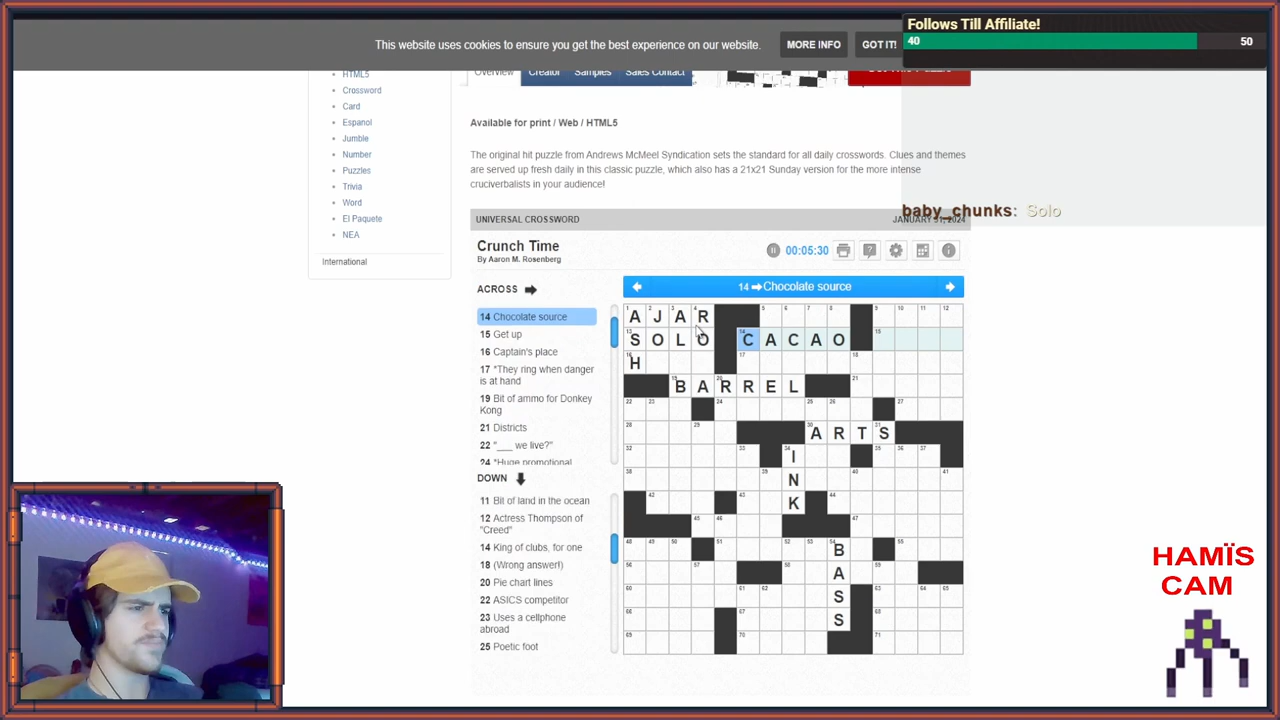 Follows Till Affiliate!
40 50
This website uses cookies to ensure you get the best experience on our website. MORE INFO GOT IT!
Overview Creator Samples Sales Contact
HTML5
Crossword
Card
Espanol
Jumble
Number
Puzzles
Trivia
Word
El Paquete
NEA
International
Available for print / Web / HTML5
The original hit puzzle from Andrews McMeel Syndication sets the standard for all daily crosswords. Clues and themes
are served up fresh daily in this classic puzzle, which also has a 21x21 Sunday version for the more intense
cruciverbalists in your audience!
baby_chunks: Solo
UNIVERSAL CROSSWORD JANUARY 31, 2024
Crunch Time
By Aaron M. Rosenberg
00:05:30
ACROSS
14 Chocolate source
14 Chocolate source
15 Get up
16 Captain's place
17 *They ring when danger
is at hand
19 Bit of ammo for Donkey
Kong
21 Districts
22 "___ we live?"
24 *Huge promotional
DOWN
11 Bit of land in the ocean
12 Actress Thompson of
"Creed"
14 King of clubs, for one
18 (Wrong answer!)
20 Pie chart lines
22 ASICS competitor
23 Uses a cellphone
abroad
25 Poetic foot
A J A R
S O L O C A C A O
H
B A R R E L
A R T S
I
N
K
B
A
S
S
HAMÏS
CAM